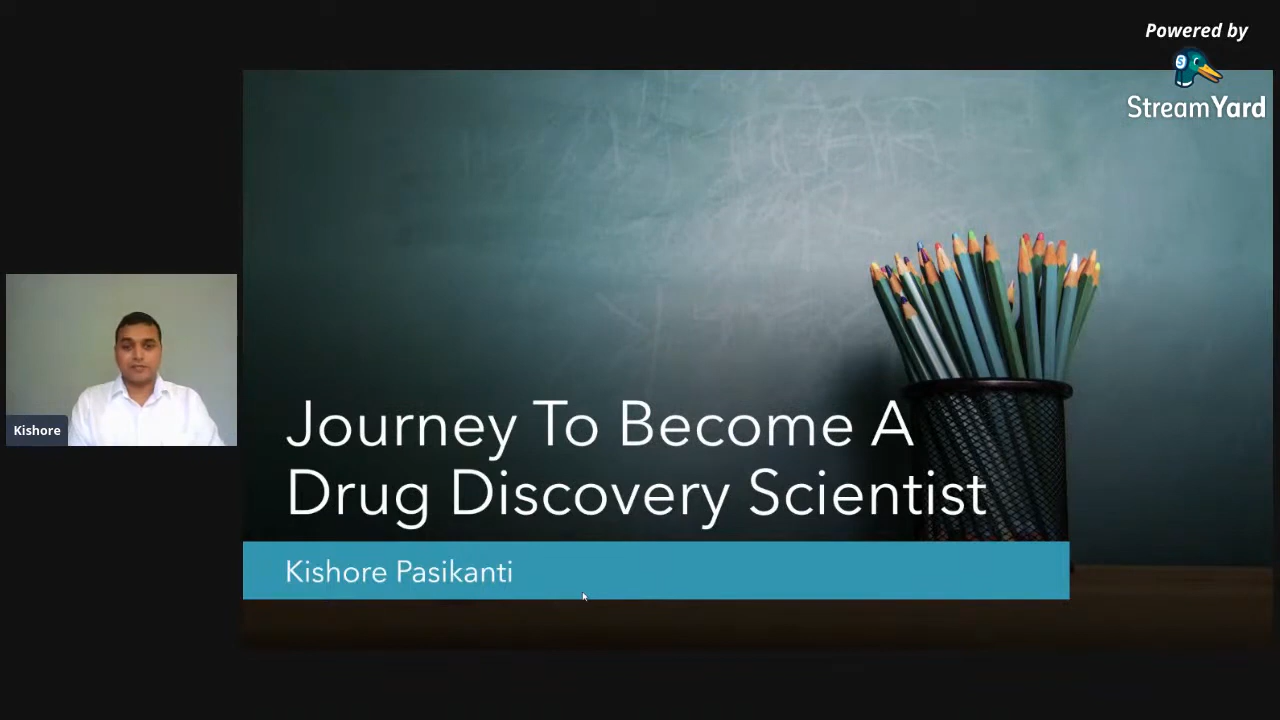 Powered by
StreamYard
Journey To Become A
Drug Discovery Scientist
Kishore Pasikanti
Kishore